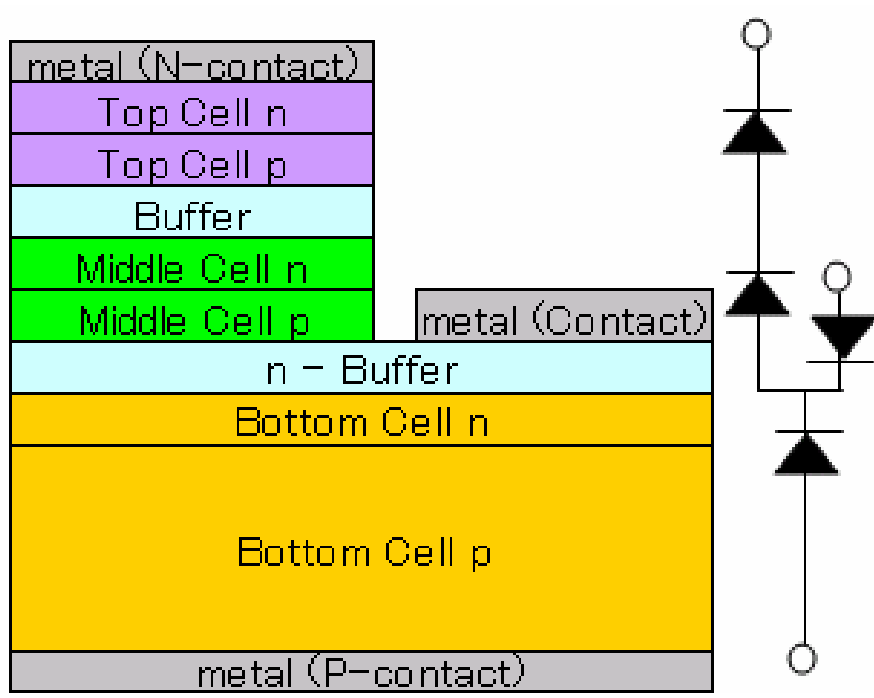 metal (N-contact)
Top Cell n
Top Cell p
Buffer
Middle Cell n
Middle Cell p
metal (Contact)
n - Buffer
Bottom Cell n
Bottom Cell p
metal (P-contact)